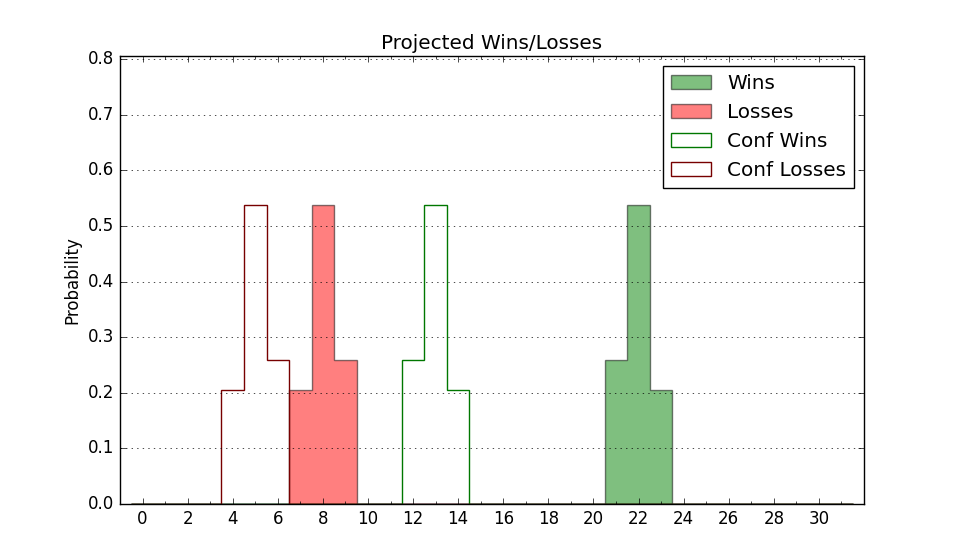 Projected Wins/Losses
0.8
0.7
0.6
0.5
0.4
0.3
0.2
0.1
0.0
Probability
Wins
Losses
Conf Wins
Conf Losses
0 2 4 6 8 10 12 14 16 18 20 22 24 26 28 30